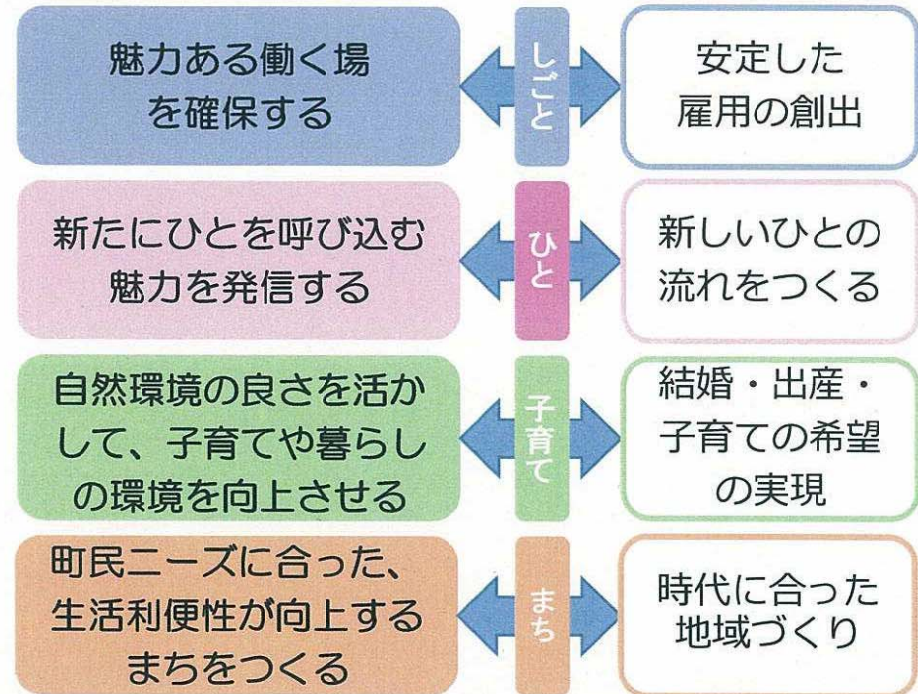 魅力ある働く場
を確保する
しごと
安定した
雇用の創出
新たにひとを呼び込む
魅力を発信する
ひと
新しいひとの
流れをつくる
自然環境の良さを活か
して、子育てや暮らし
の環境を向上させる
子育て
結婚・出産・
子育ての希望
の実現
町民ニーズに合った、
生活利便性が向上する
まちをつくる
まち
時代に合った
地域づくり